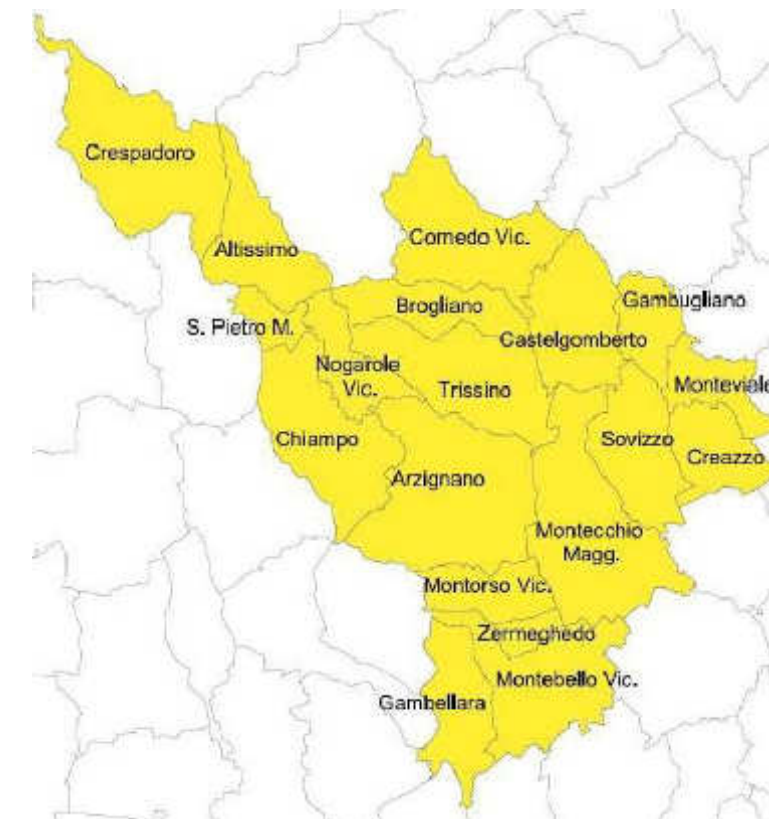 Crespadoro
Altissimo
Cornedo Vic.
Gambugliano
Brogliano
S. Pietro M.
Castelgomberto
Nogarole
Vic.
Trissino
Monteviale
Chiampo
Sovizzo
Creazzo
Arzignano
Montecchio
Magg.
Montorso Vic.
Zermeghedo
Montebello Vic.
Gambellara